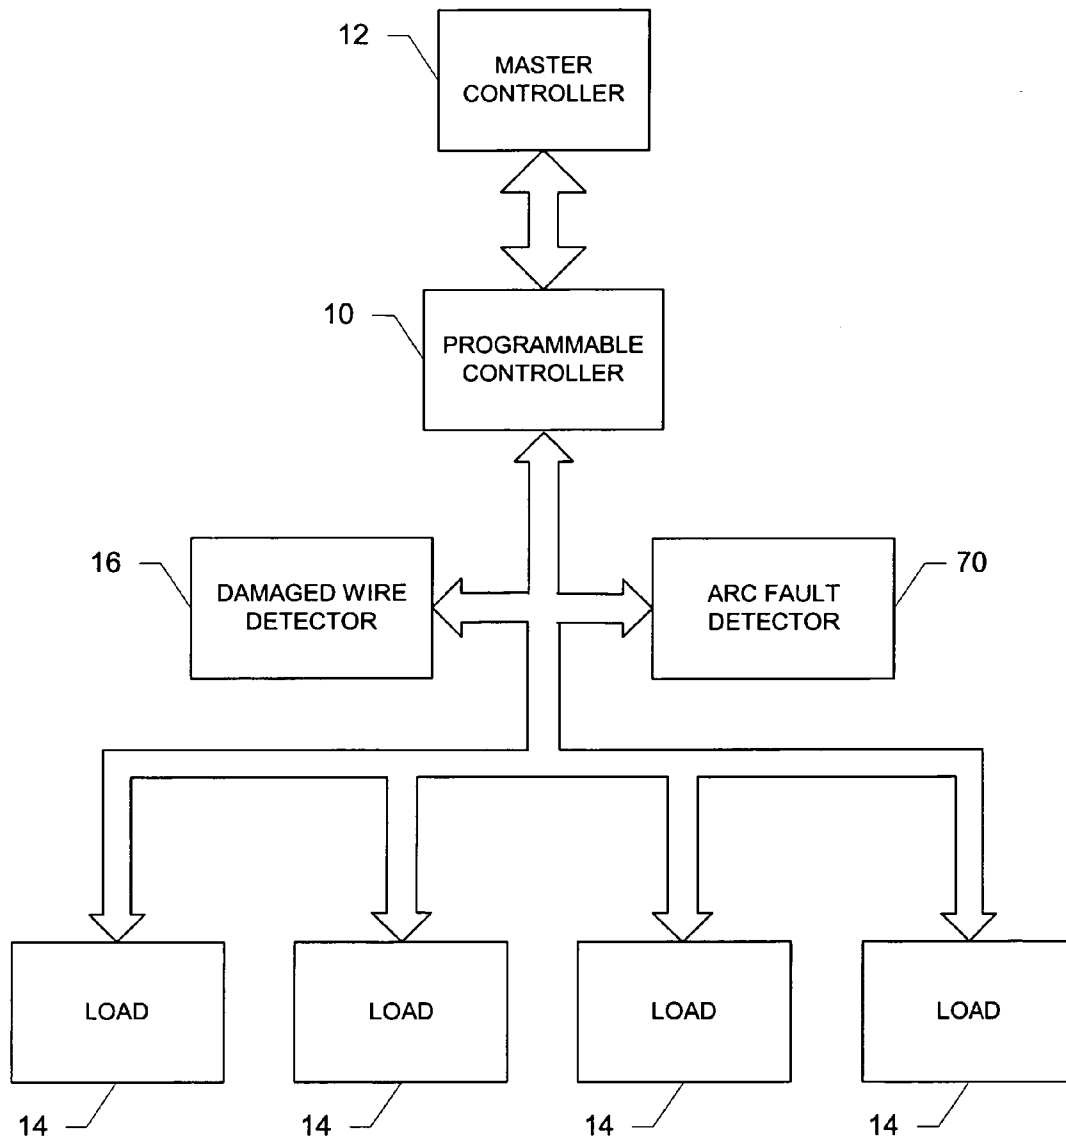 12
MASTER
CONTROLLER
10
PROGRAMMABLE
CONTROLLER
16
DAMAGED WIRE
DETECTOR
ARC FAULT
DETECTOR
70
LOAD
LOAD
LOAD
LOAD
14
14
14
14